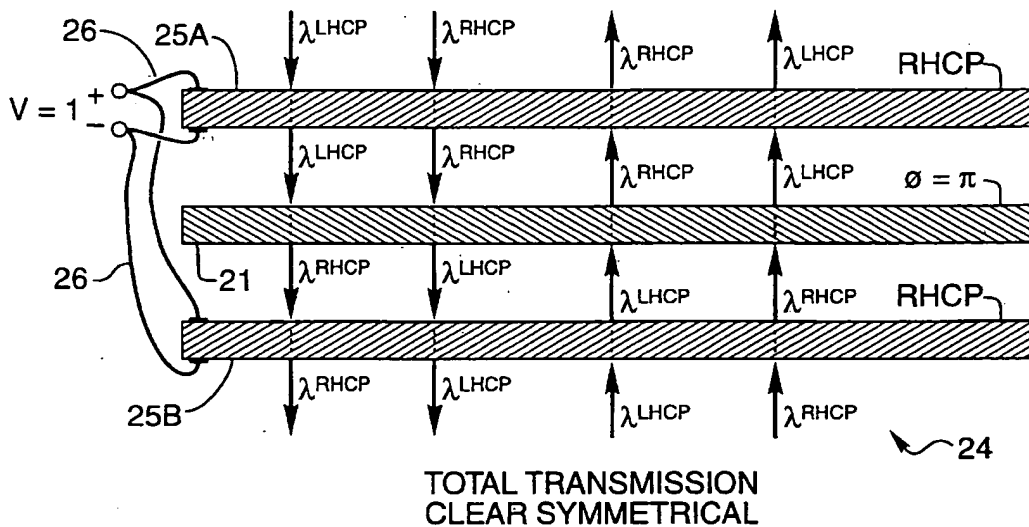 26
25A
λLHCP
λRHCP
λRHCP
λLHCP
RHCP
V = 1
+
−
λLHCP
λRHCP
λRHCP
λLHCP
ø = π
26
21
λRHCP
λLHCP
λLHCP
λRHCP
RHCP
25B
λRHCP
λLHCP
λLHCP
λRHCP
24
TOTAL TRANSMISSION
CLEAR SYMMETRICAL